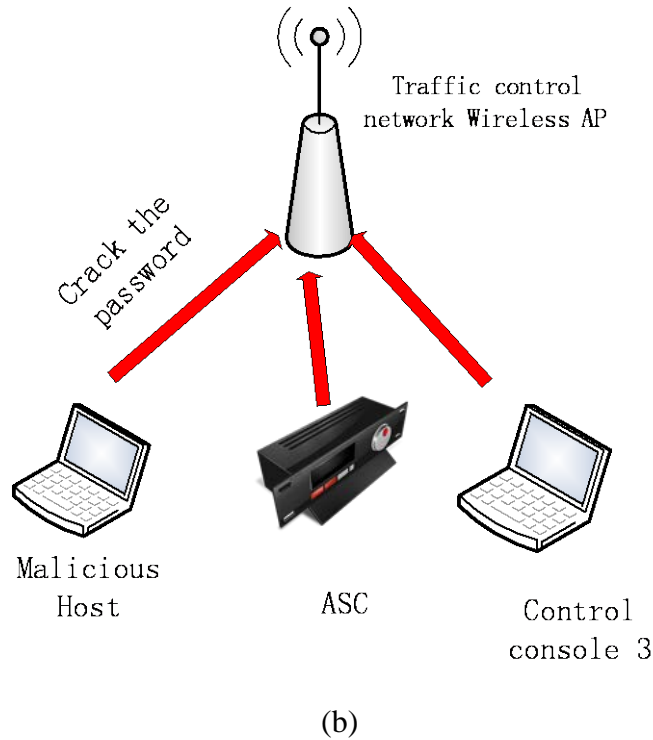 Traffic control
network Wireless AP
Crack the
password
Malicious
Host
ASC
Control
console 3
(b)